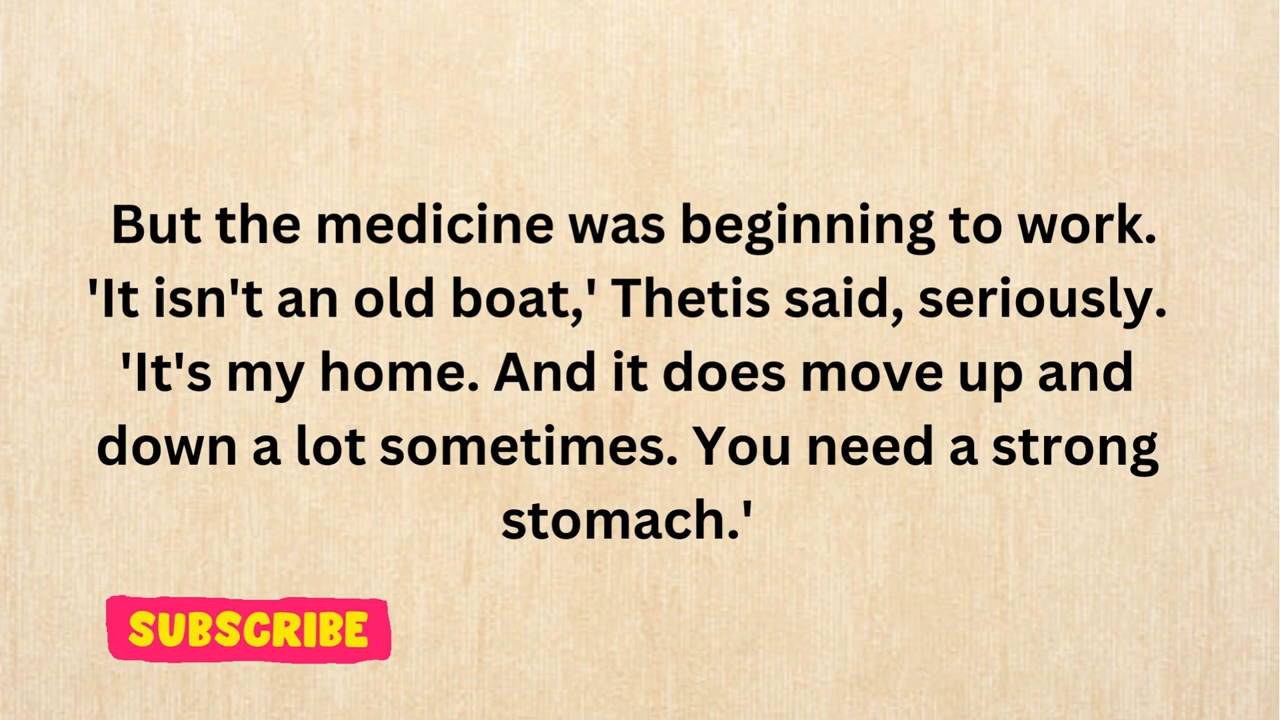 But the medicine was beginning to work.
'It isn't an old boat,' Thetis said, seriously.
'It's my home. And it does move up and
down a lot sometimes. You need a strong
stomach.'
SUBSCRIBE